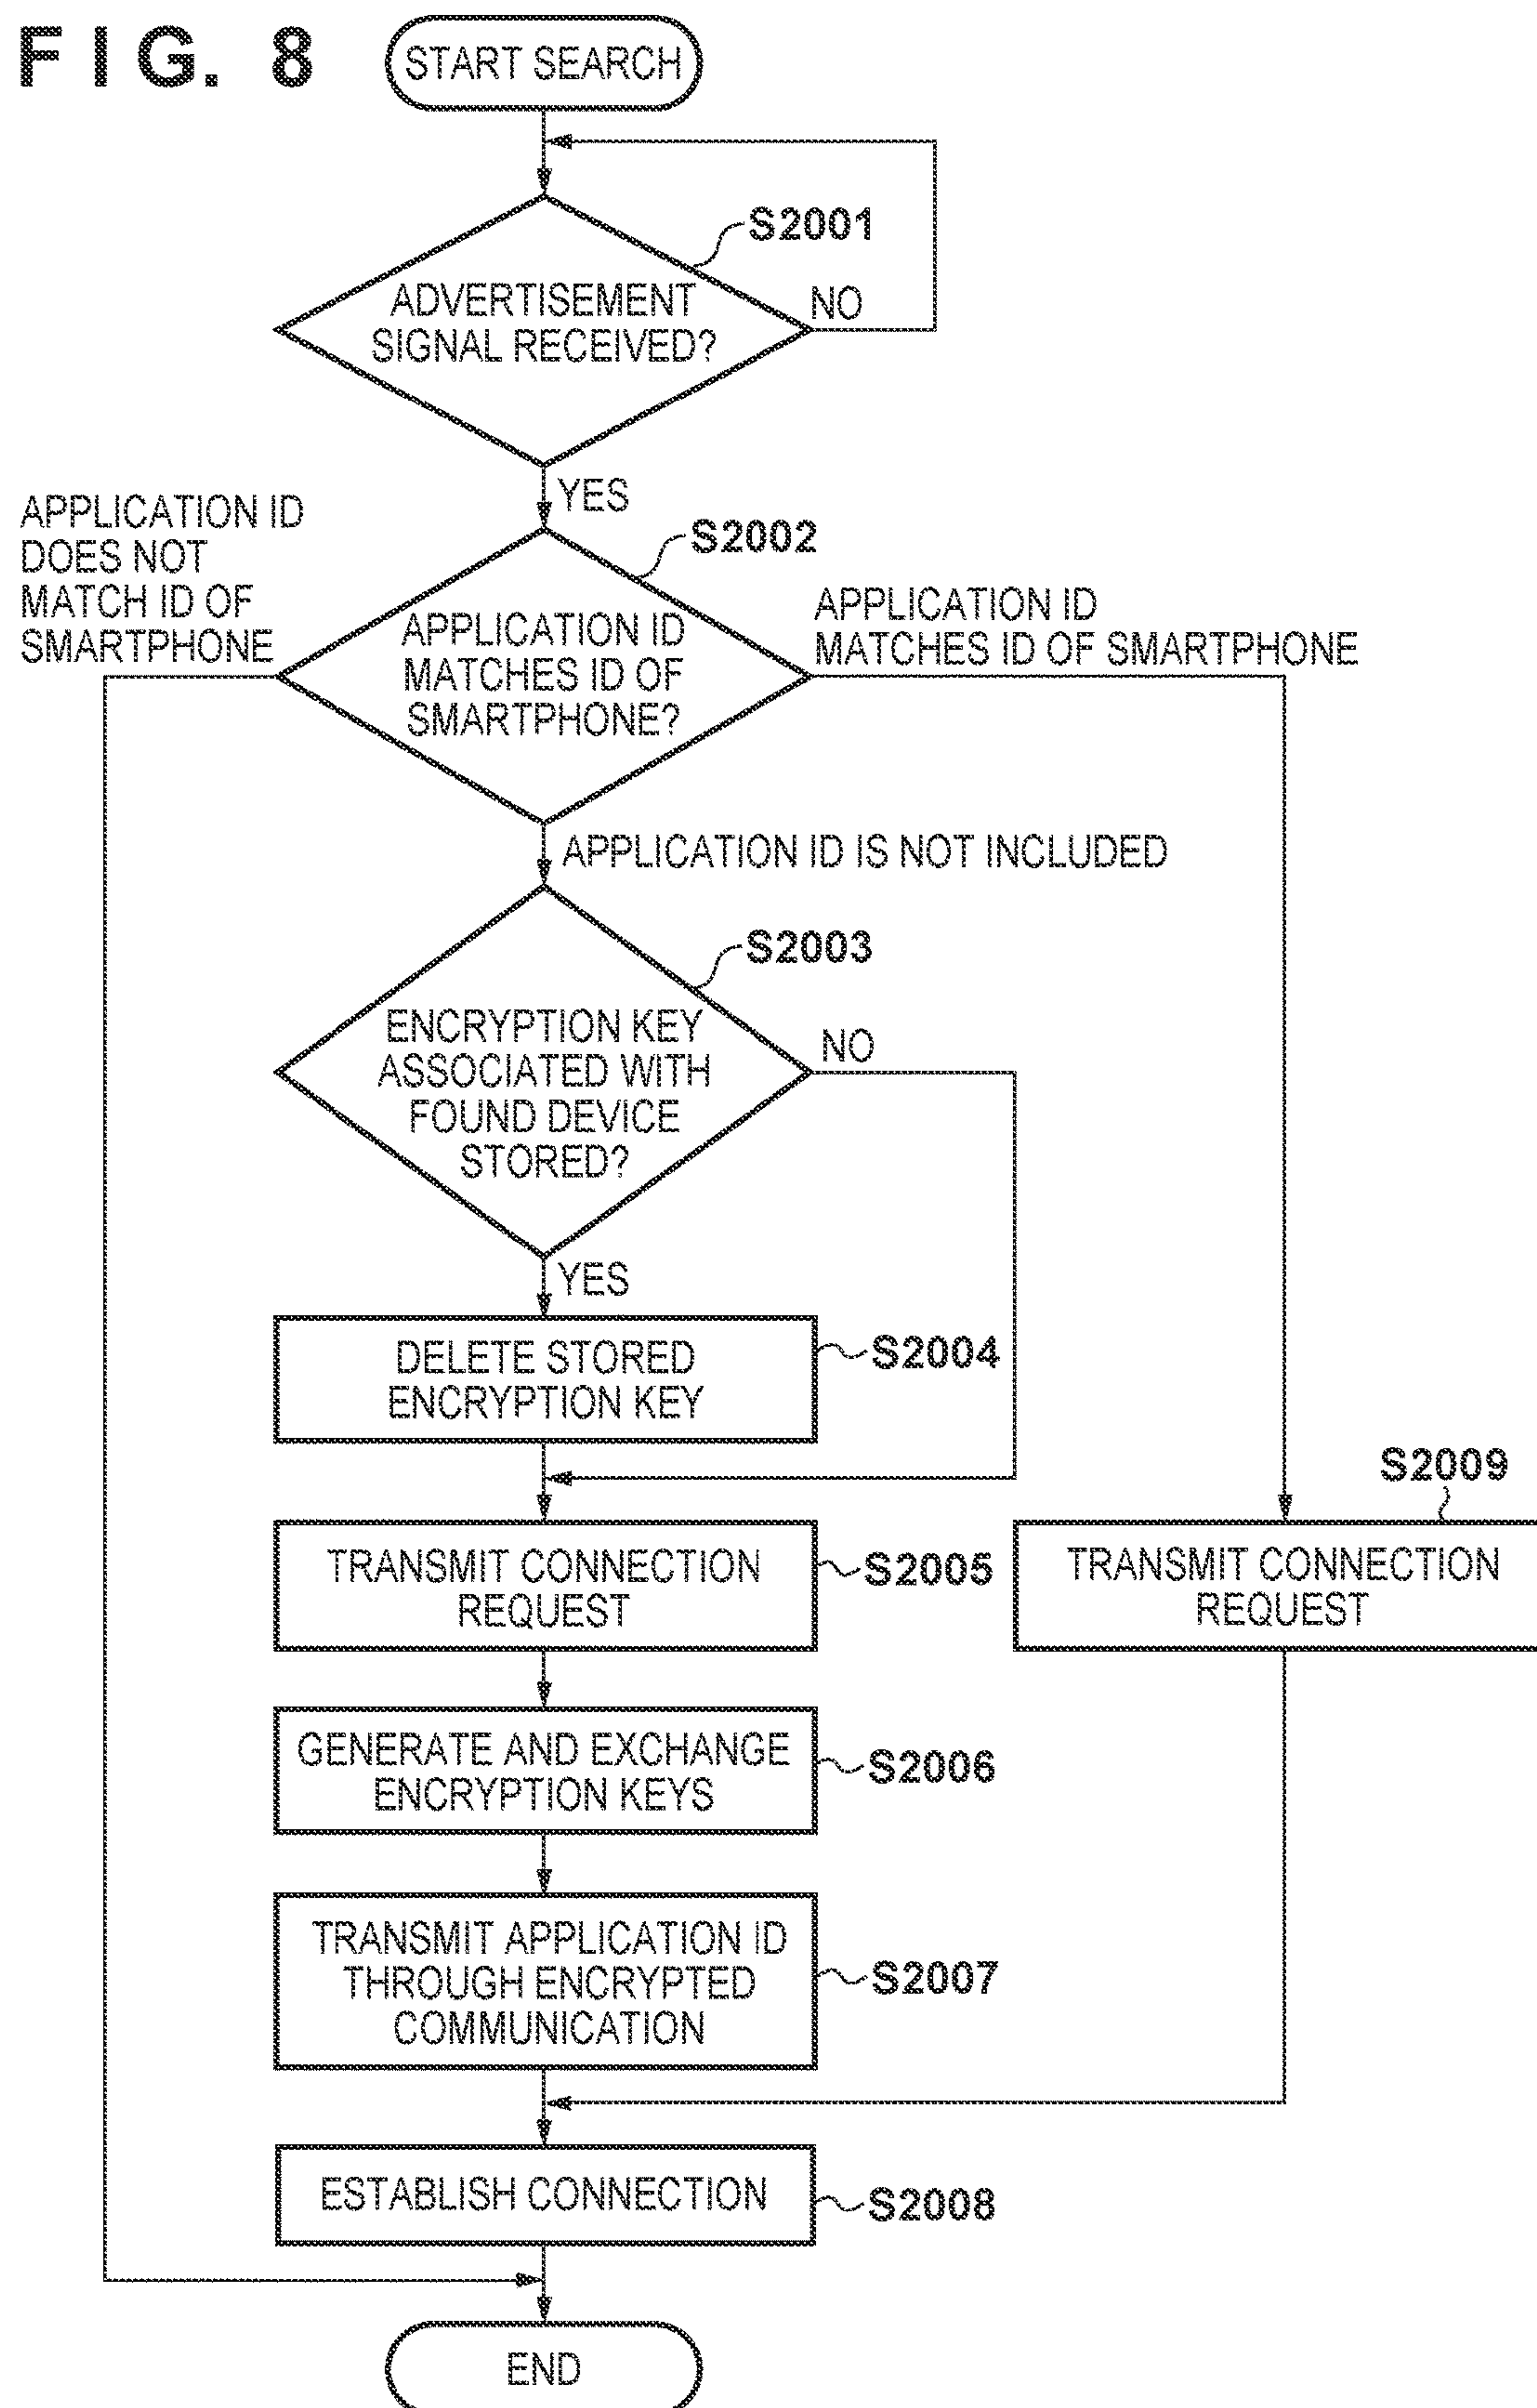 FIG. 8
START SEARCH
S2001
ADVERTISEMENT
SIGNAL RECEIVED?
NO
YES
APPLICATION ID
DOES NOT
MATCH ID OF
SMARTPHONE
S2002
APPLICATION ID
MATCHES ID OF
SMARTPHONE?
APPLICATION ID
MATCHES ID OF SMARTPHONE
APPLICATION ID IS NOT INCLUDED
S2003
ENCRYPTION KEY
ASSOCIATED WITH
FOUND DEVICE
STORED?
NO
YES
DELETE STORED
ENCRYPTION KEY
S2004
S2009
TRANSMIT CONNECTION
REQUEST
S2005
TRANSMIT CONNECTION
REQUEST
GENERATE AND EXCHANGE
ENCRYPTION KEYS
S2006
TRANSMIT APPLICATION ID
THROUGH ENCRYPTED
COMMUNICATION
S2007
ESTABLISH CONNECTION
S2008
END